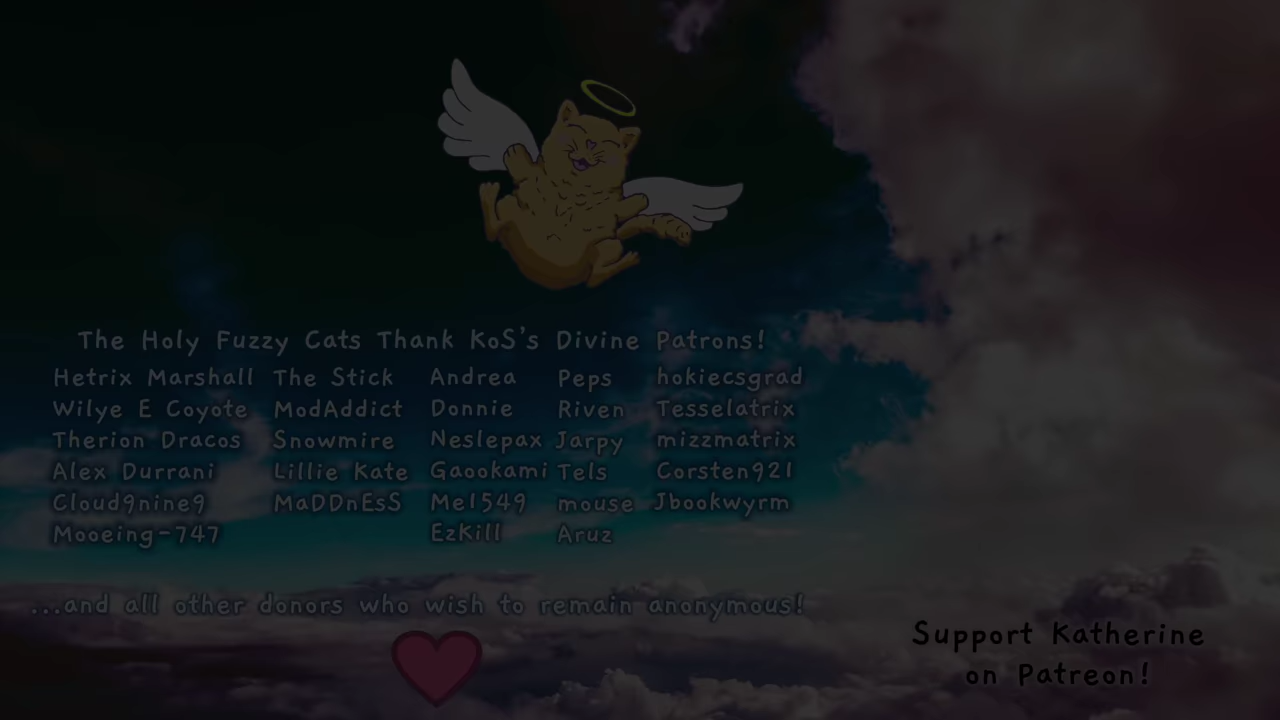 The Holy Fuzzy Cats Thank KoS's Divine Patrons!
Hetrix Marshall The Stick Andrea Peps hokiecsgrad
Wilye E Coyote ModAddict Donnie Riven Tesselatrix
Therion Dracos Snowmire Neslepax Jarpy mizzmatrix
Alex Durrani Lillie Kate Gaookami Tels Corsten921
Cloud9nine9 MaDDnEsS Me1549 mouse Jbookwyrm
Mooeing-747 EzKill Aruz
...and all other donors who wish to remain anonymous!
Support Katherine
on Patreon!